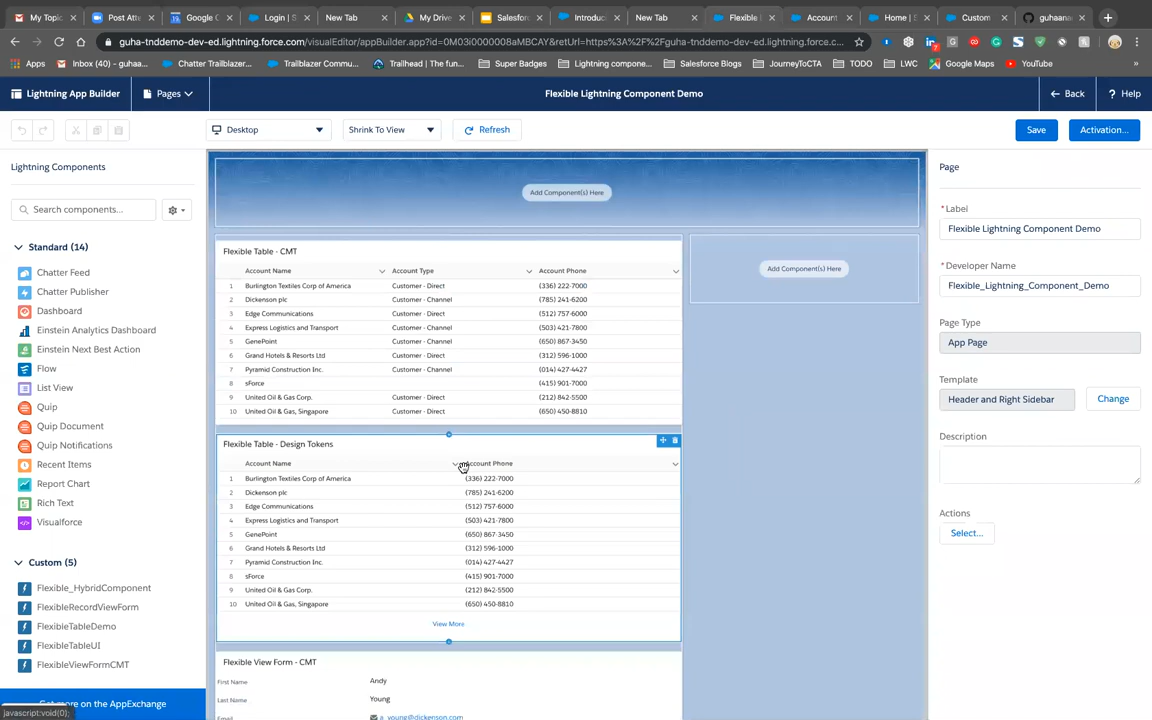 My Topic
Post Att
Google C
Login | S
New Tab
My Drive
Salesforc
Introduc
New Tab
Flexible
Account
Home | S
Custom
guhaana
guha-tnddemo-dev-ed.lightning.force.com/visualEditor/appBuilder.app?id=0M03i0000008aMBCAY&retUrl=https%3A%2F%2Fguha-tnddemo-dev-ed.lightning.force.com%2F...
Apps
Inbox (40) - guhaa...
Chatter Trailblazer...
Trailblazer Commu...
Trailhead | The fun...
Super Badges
Lightning compone...
Salesforce Blogs
JourneyToCTA
TODO
LWC
Google Maps
YouTube
»
Lightning App Builder
Pages
Flexible Lightning Component Demo
Back
? Help
Desktop
Shrink To View
Refresh
Save
Activation...
Lightning Components
Search components...
Standard (14)
Chatter Feed
Chatter Publisher
Dashboard
Einstein Analytics Dashboard
Einstein Next Best Action
Flow
List View
Quip
Quip Document
Quip Notifications
Recent Items
Report Chart
Rich Text
Visualforce
Custom (5)
Flexible_HybridComponent
FlexibleRecordViewForm
FlexibleTableDemo
FlexibleTableUI
FlexibleViewFormCMT
Get more on the AppExchange
javascript:void(0);
Add Component(s) Here
Flexible Table - CMT
Account Name Account Type Account Phone
1 Burlington Textiles Corp of America Customer - Direct (336) 222-7000
2 Dickenson plc Customer - Channel (785) 241-6200
3 Edge Communications Customer - Direct (512) 757-6000
4 Express Logistics and Transport Customer - Channel (503) 421-7800
5 GenePoint Customer - Channel (650) 867-3450
6 Grand Hotels & Resorts Ltd Customer - Direct (312) 596-1000
7 Pyramid Construction Inc. Customer - Channel (014) 427-4427
8 sForce (415) 901-7000
9 United Oil & Gas Corp. Customer - Direct (212) 842-5500
10 United Oil & Gas, Singapore Customer - Direct (650) 450-8810
Add Component(s) Here
Flexible Table - Design Tokens
Account Name Account Phone
1 Burlington Textiles Corp of America (336) 222-7000
2 Dickenson plc (785) 241-6200
3 Edge Communications (512) 757-6000
4 Express Logistics and Transport (503) 421-7800
5 GenePoint (650) 867-3450
6 Grand Hotels & Resorts Ltd (312) 596-1000
7 Pyramid Construction Inc. (014) 427-4427
8 sForce (415) 901-7000
9 United Oil & Gas Corp. (212) 842-5500
10 United Oil & Gas, Singapore (650) 450-8810
View More
Flexible View Form - CMT
First Name Andy
Last Name Young
Email a_young@dickenson.com
Page
*Label
Flexible Lightning Component Demo
*Developer Name
Flexible_Lightning_Component_Demo
Page Type
App Page
Template
Header and Right Sidebar
Change
Description
Actions
Select...